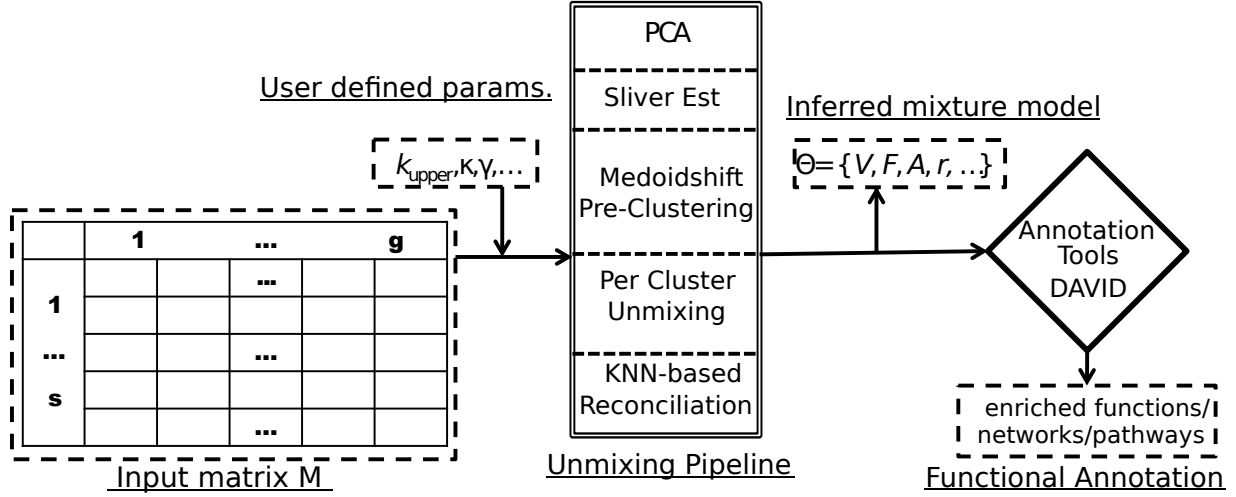 User defined params.
k_upper,κ,γ,...
1 ... g
...
1
... ...
s
...
Input matrix M
PCA
Sliver Est
Medoidshift
Pre-Clustering
Per Cluster
Unmixing
KNN-based
Reconciliation
Unmixing Pipeline
Inferred mixture model
Θ={V, F, A, r, ...}
Annotation
Tools
DAVID
enriched functions/
networks/pathways
Functional Annotation